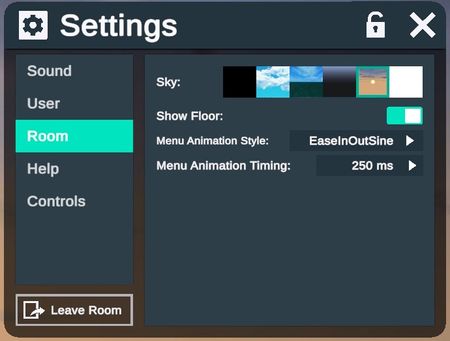 Settings
Sound
User
Room
Help
Controls
Leave Room
Sky:
Show Floor:
Menu Animation Style: EaseInOutSine
Menu Animation Timing: 250 ms